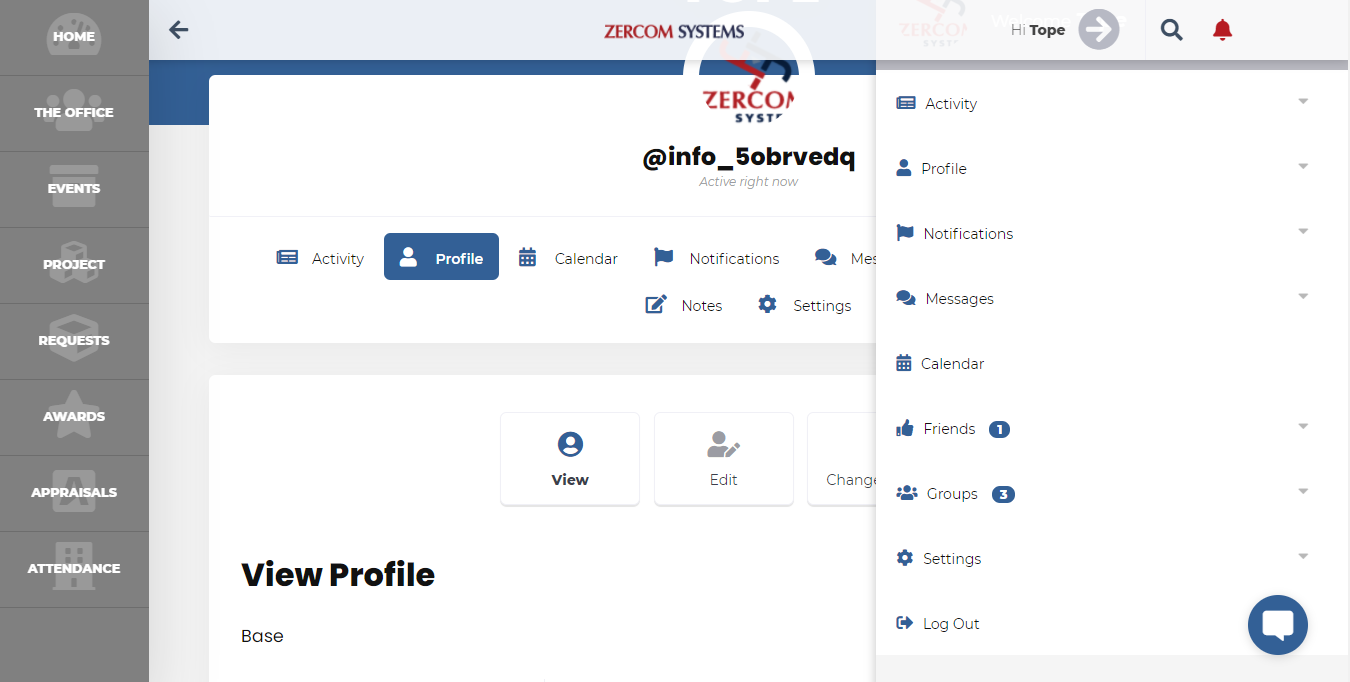 HOME
THE OFFICE
EVENTS
PROJECT
REQUESTS
AWARDS
APPRAISALS
ATTENDANCE
ZERCOM SYSTEMS
Hi Tope
ZERCOM
SYST
@info_5obrvedq
Active right now
Activity
Profile
Calendar
Notifications
Mes
Notes
Settings
View
Edit
Change
View Profile
Base
Activity
Profile
Notifications
Messages
Calendar
Friends 1
Groups 3
Settings
Log Out